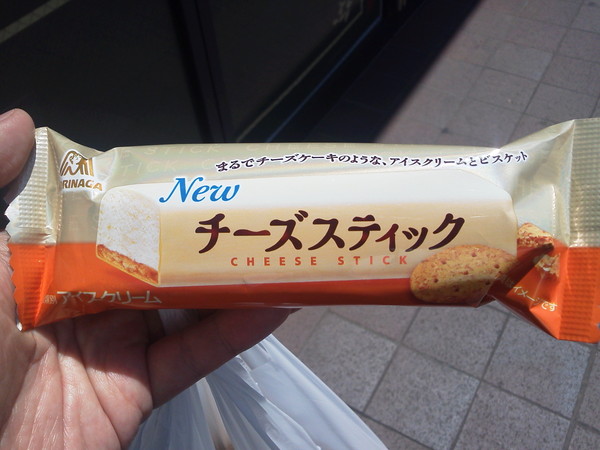 まるでチーズケーキのような、アイスクリームとビスケット
New
チーズスティック
CHEESE STICK
アイスクリーム